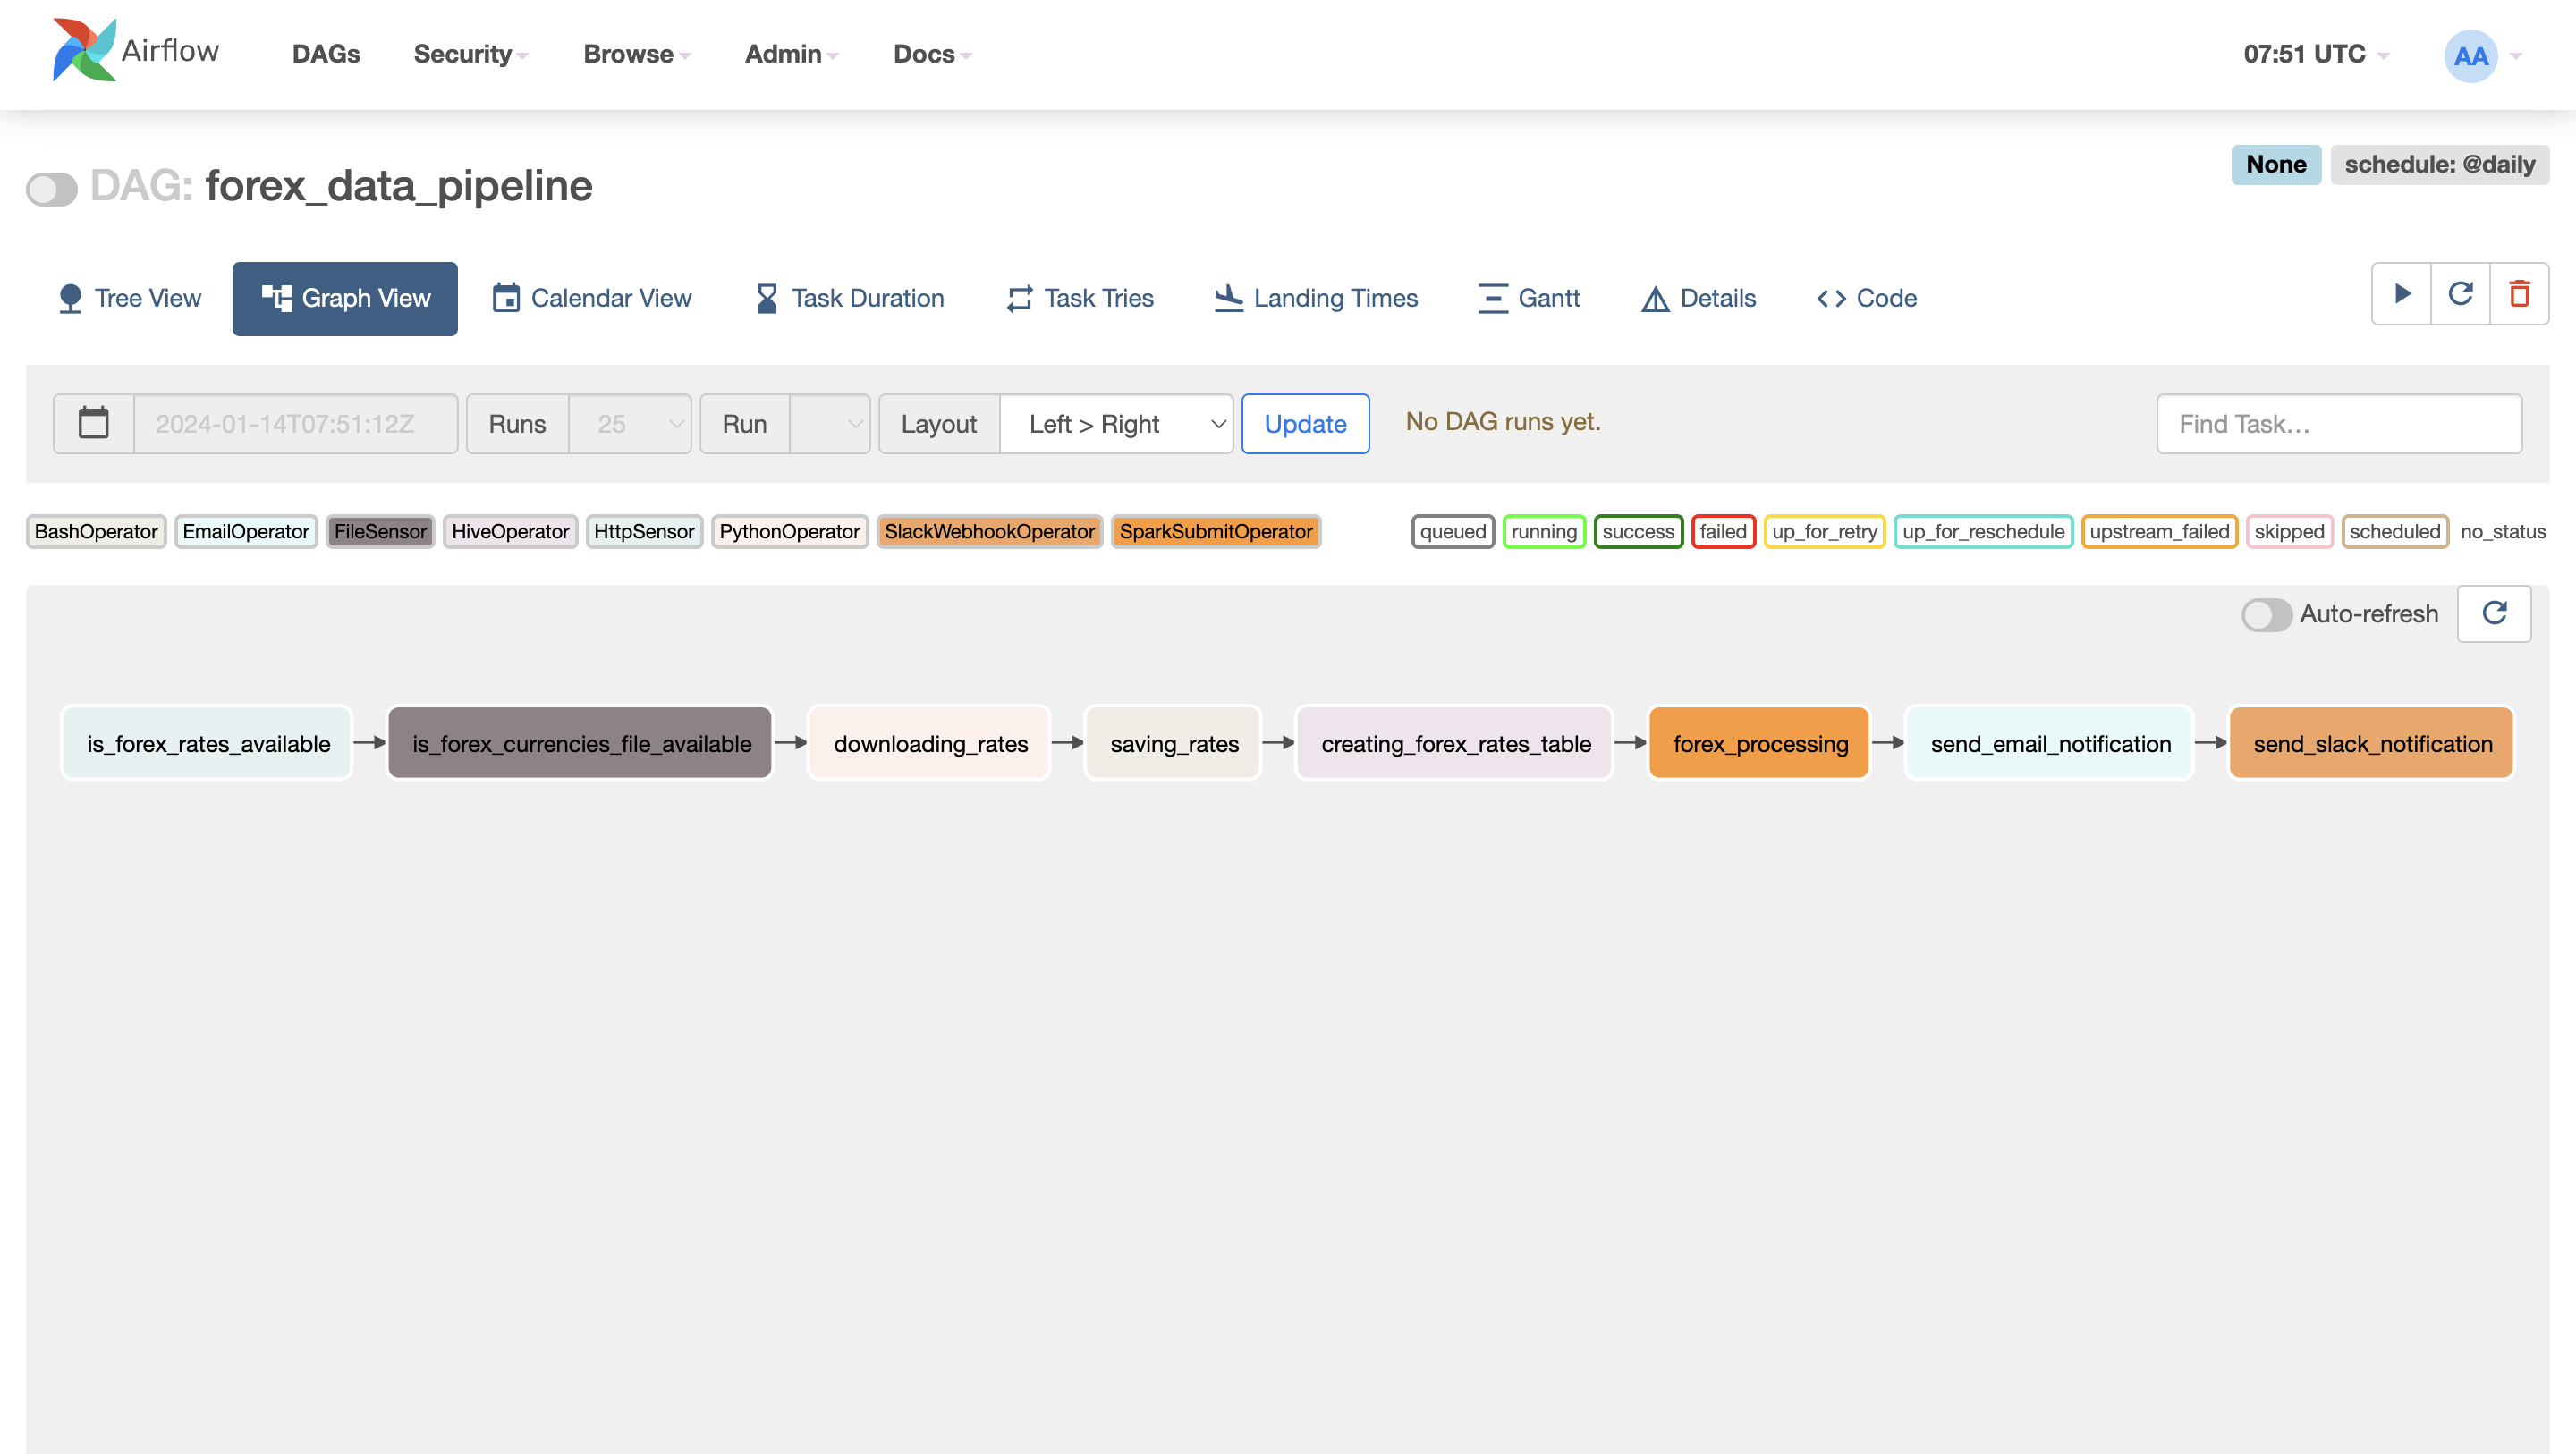 Airflow DAGs Security Browse Admin Docs 07:51 UTC AA
None schedule: @daily
DAG: forex_data_pipeline
Tree View Graph View Calendar View Task Duration Task Tries Landing Times Gantt Details Code
2024-01-14T07:51:12Z Runs 25 Run Layout Left > Right Update No DAG runs yet. Find Task...
BashOperator EmailOperator FileSensor HiveOperator HttpSensor PythonOperator SlackWebhookOperator SparkSubmitOperator queued running success failed up_for_retry up_for_reschedule upstream_failed skipped scheduled no_status
Auto-refresh
is_forex_rates_available is_forex_currencies_file_available downloading_rates saving_rates creating_forex_rates_table forex_processing send_email_notification send_slack_notification